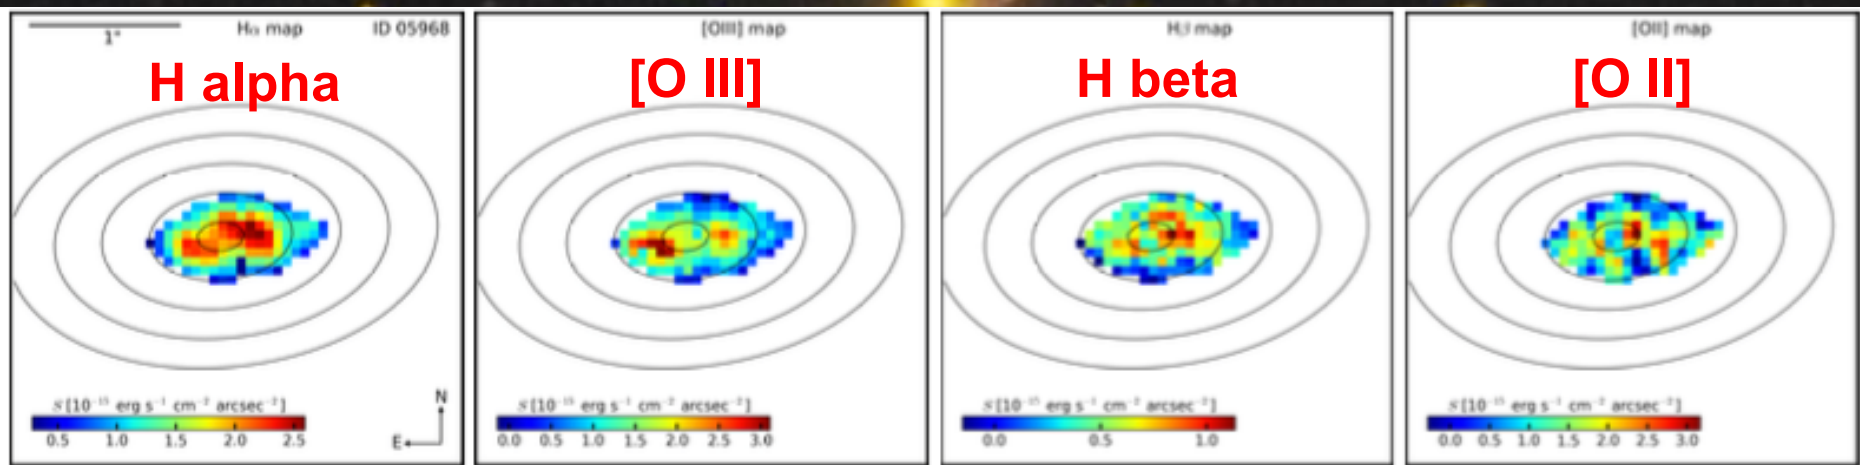 Hα map
ID 05968
1"
H alpha
S [10⁻¹⁵ erg s⁻¹ cm⁻² arcsec⁻²]
0.5 1.0 1.5 2.0 2.5
N
E
[OIII] map
[O III]
S [10⁻¹⁵ erg s⁻¹ cm⁻² arcsec⁻²]
0.0 0.5 1.0 1.5 2.0 2.5 3.0
Hβ map
H beta
S [10⁻¹⁵ erg s⁻¹ cm⁻² arcsec⁻²]
0.0 0.5 1.0
[OII] map
[O II]
S [10⁻¹⁵ erg s⁻¹ cm⁻² arcsec⁻²]
0.0 0.5 1.0 1.5 2.0 2.5 3.0